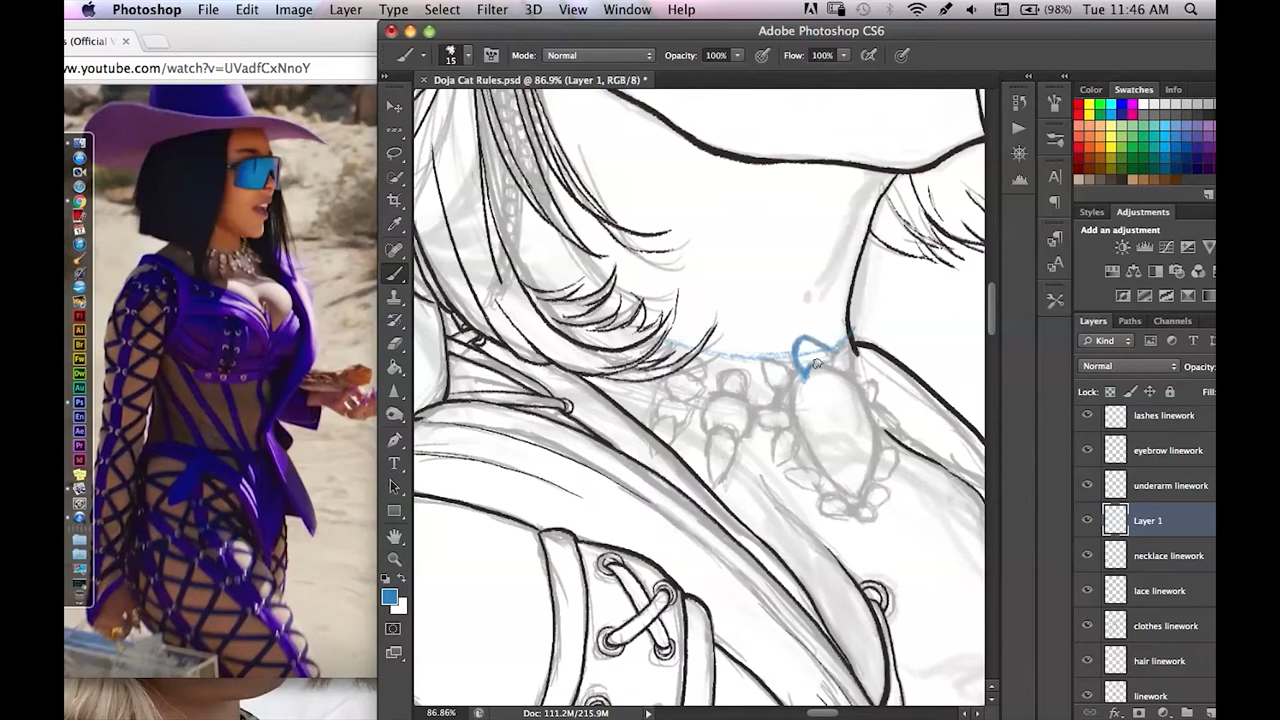 Photoshop File Edit Image Layer Type Select Filter 3D View Window Help (98%) Tue 11:46 AM
Adobe Photoshop CS6
s (Official V
ww.youtube.com/watch?v=UVadfCxNnoY
15 Mode: Normal Opacity: 100% Flow: 100%
Doja Cat Rules.psd @ 86.9% (Layer 1, RGB/8) *
Color Swatches Info
Styles Adjustments
Add an adjustment
Layers Paths Channels
Kind
Normal Opacity:
Lock: Fill:
lashes linework
eyebrow linework
underarm linework
Layer 1
necklace linework
lace linework
clothes linework
hair linework
linework
86.86% Doc: 111.2M/215.9M